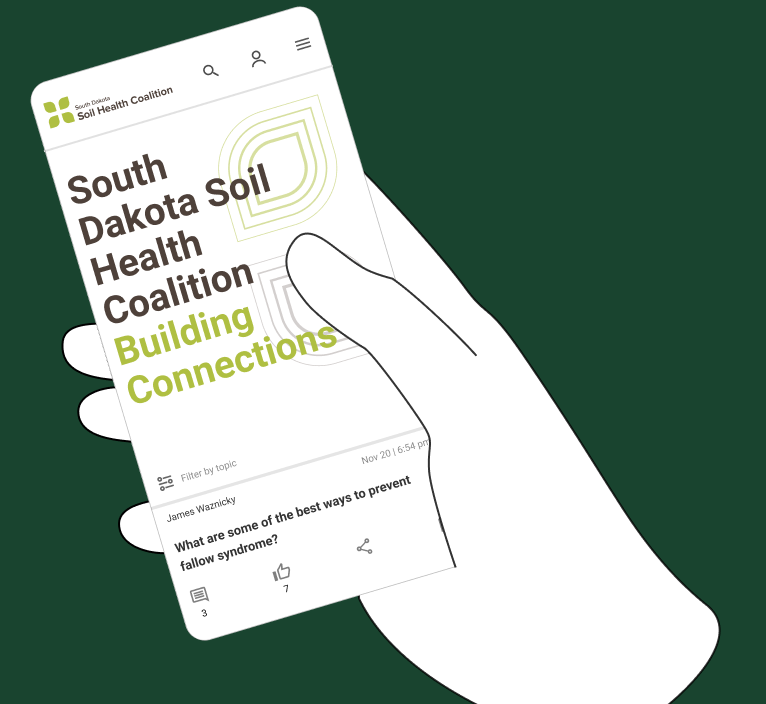 South Dakota
Soil Health Coalition
South
Dakota Soil
Health
Coalition
Building
Connections
Filter by topic
Nov 20 | 6:54 pm
James Waznicky
What are some of the best ways to prevent
fallow syndrome?
3
7